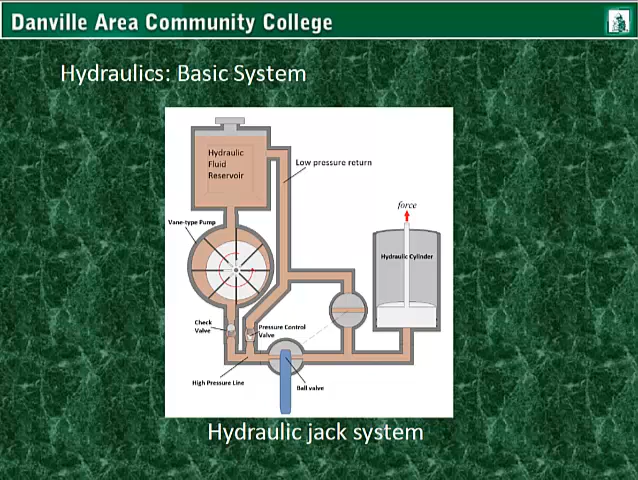 Danville Area Community College
Hydraulics: Basic System
Hydraulic
Fluid
Reservoir
Low pressure return
Vane-type Pump
force
Hydraulic Cylinder
Check
Valve
Pressure Control
Valve
High Pressure Line
Ball valve
Hydraulic jack system